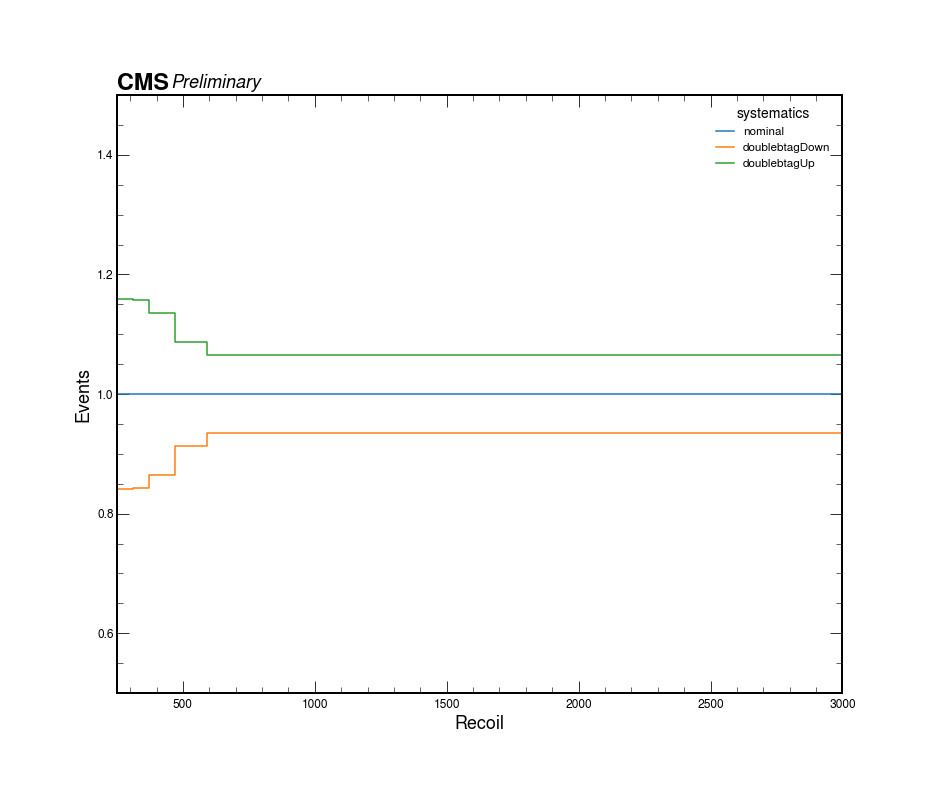 CMS Preliminary
systematics
nominal
doublebtagDown
doublebtagUp
1.4
1.2
1.0
0.8
0.6
Events
500 1000 1500 2000 2500 3000
Recoil